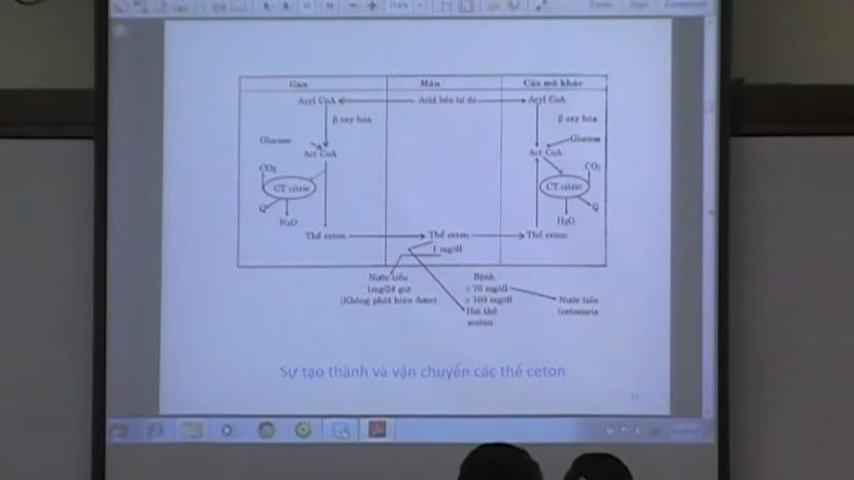 Gan Máu Các mô khác
Acyl CoA Acid béo tự do Acyl CoA
β oxy hóa β oxy hóa
Glucose Glucose
Act CoA Act CoA
CO₂ CO₂
CT citric CT citric
Q Q
H₂O H₂O
Thể ceton Thể ceton Thể ceton
1 mg/dl
Nước tiểu Bệnh
1mg/24 giờ > 70 mg/dl
(Không phát hiện được) > 100 mg/dl Nước tiểu
Hơi thở (cetonuria
aceton
Sự tạo thành và vận chuyển các thể ceton